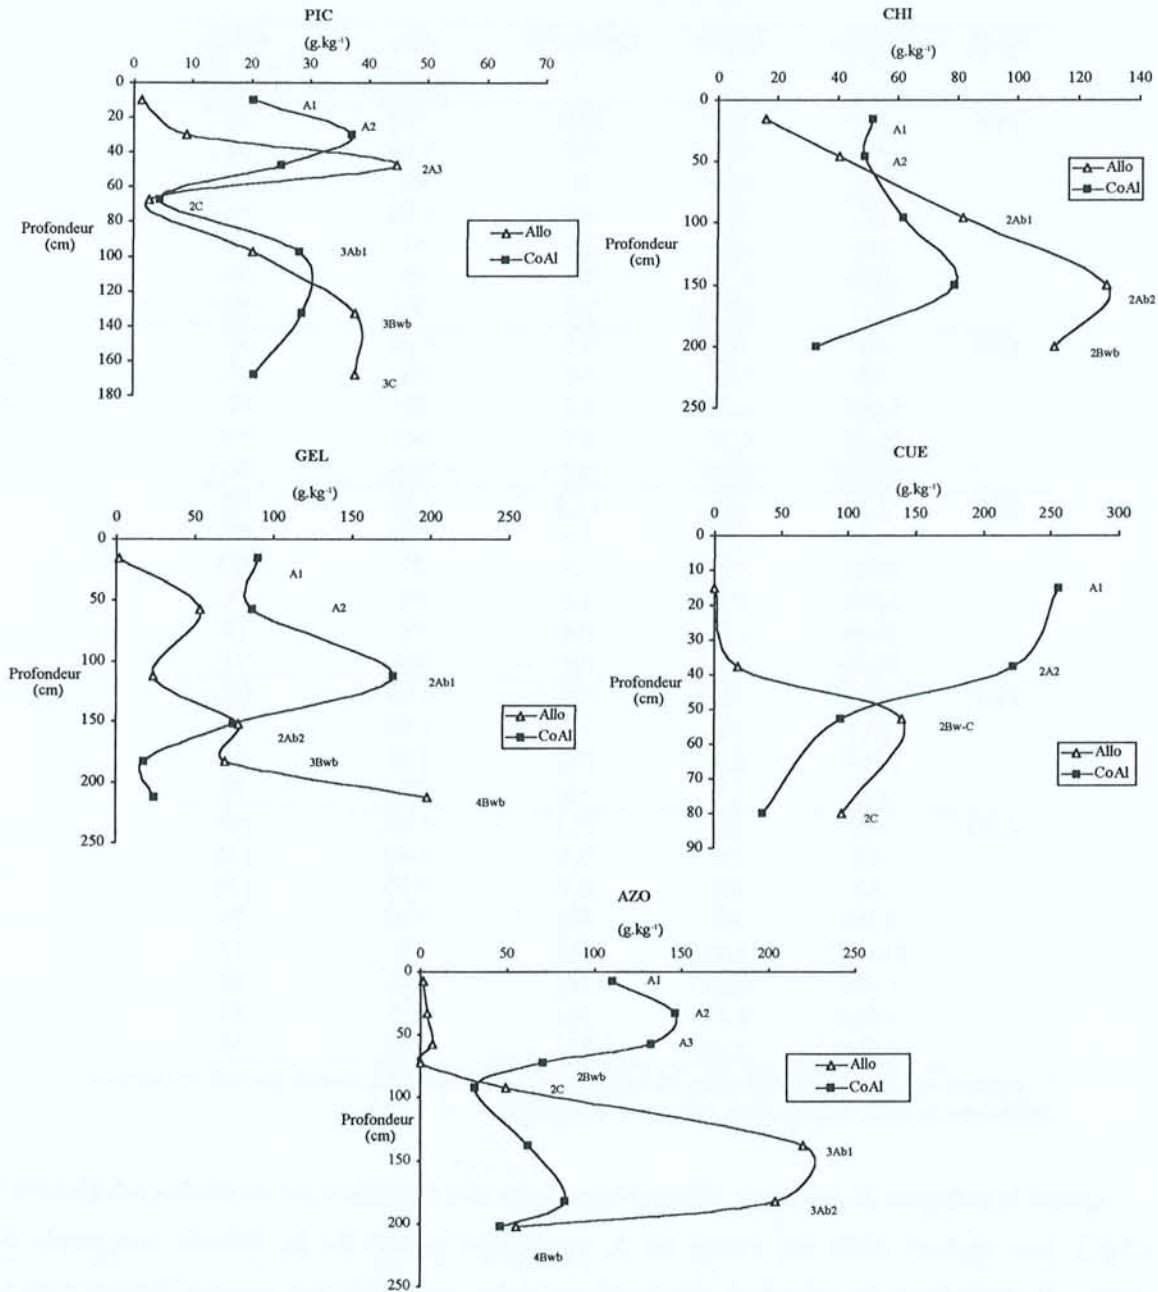 PIC
(g.kg⁻¹)
0 10 20 30 40 50 60 70
0
20
40
60
80
100
120
140
160
180
Profondeur
(cm)
A1
A2
2A3
2C
3Ab1
3Bwb
3C
Allo
CoAl
CHI
(g.kg⁻¹)
0 20 40 60 80 100 120 140
0
50
100
150
200
250
Profondeur
(cm)
A1
A2
2Ab1
2Ab2
2Bwb
Allo
CoAl
GEL
(g.kg⁻¹)
0 50 100 150 200 250
0
50
100
150
200
250
Profondeur
(cm)
A1
A2
2Ab1
2Ab2
3Bwb
4Bwb
Allo
CoAl
CUE
(g.kg⁻¹)
0 50 100 150 200 250 300
0
10
20
30
40
50
60
70
80
90
Profondeur
(cm)
A1
2A2
2Bw-C
2C
Allo
CoAl
AZO
(g.kg⁻¹)
0 50 100 150 200 250
0
50
100
150
200
250
Profondeur
(cm)
A1
A2
A3
2Bwb
2C
3Ab1
3Ab2
4Bwb
Allo
CoAl